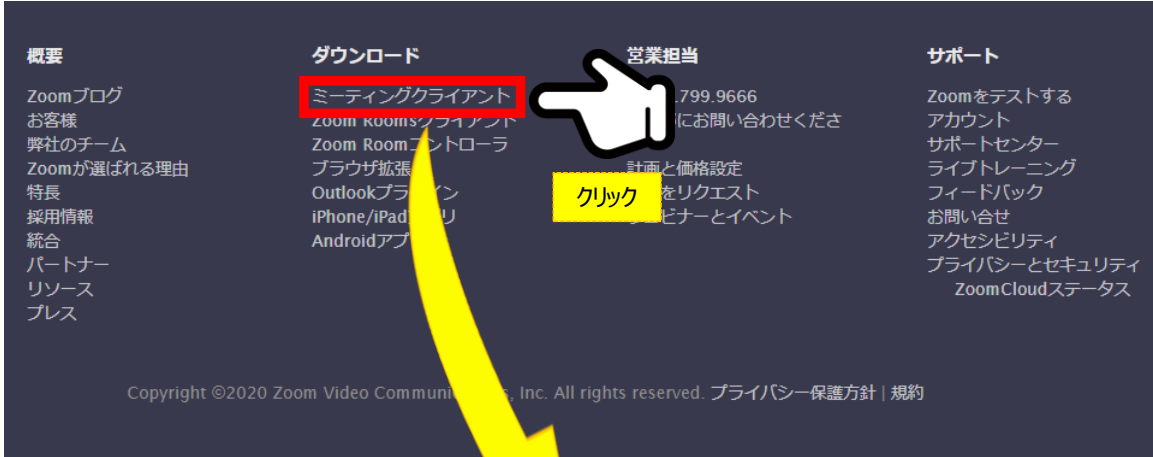 概要
Zoomブログ
お客様
弊社のチーム
Zoomが選ばれる理由
特長
採用情報
統合
パートナー
リソース
プレス
ダウンロード
ミーティングクライアント
Zoom Roomsクライアント
Zoom Roomコントローラ
ブラウザ拡張
Outlookプラ イン
iPhone/iPad リ
Androidアプ
営業担当
.799.9666
にお問い合わせくださ
計画と価格設定
をリクエスト
ビナーとイベント
クリック
サポート
Zoomをテストする
アカウント
サポートセンター
ライブトレーニング
フィードバック
お問い合せ
アクセシビリティ
プライバシーとセキュリティ
ZoomCloudステータス
Copyright ©2020 Zoom Video Communi s, Inc. All rights reserved. プライバシー保護方針 | 規約